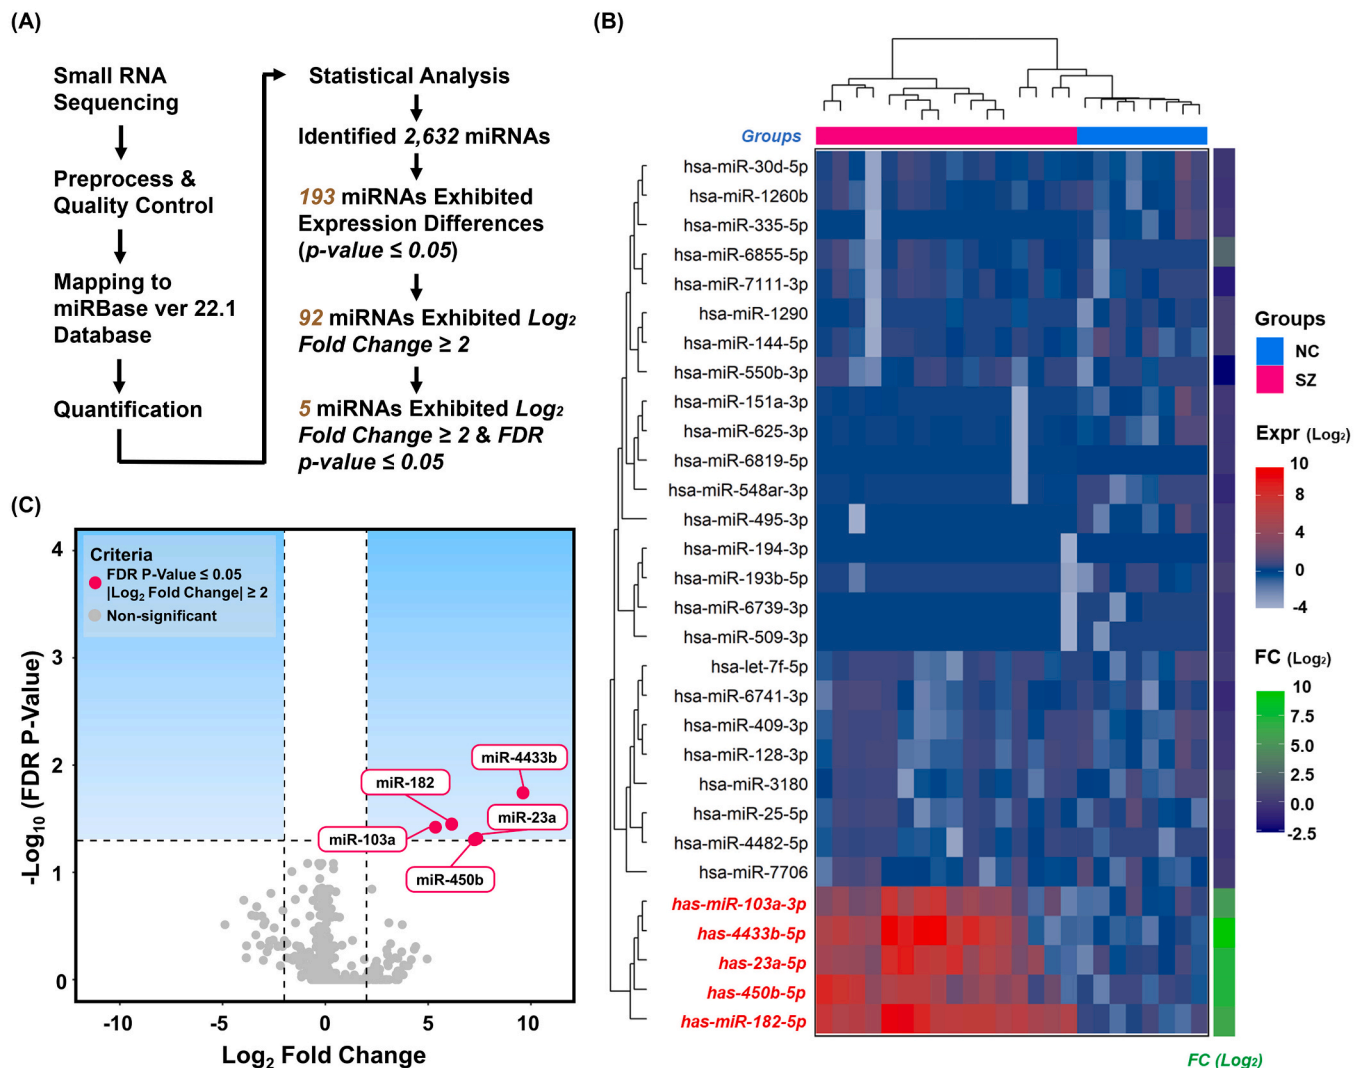 (A)
Small RNA
Sequencing
Preprocess &
Quality Control
Mapping to
miRBase ver 22.1
Database
Quantification
Statistical Analysis
Identified 2,632 miRNAs
193 miRNAs Exhibited
Expression Differences
(p-value ≤ 0.05)
92 miRNAs Exhibited Log2
Fold Change ≥ 2
5 miRNAs Exhibited Log2
Fold Change ≥ 2 & FDR
p-value ≤ 0.05
(B)
Groups
hsa-miR-30d-5p
hsa-miR-1260b
hsa-miR-335-5p
hsa-miR-6855-5p
hsa-miR-7111-3p
hsa-miR-1290
hsa-miR-144-5p
hsa-miR-550b-3p
hsa-miR-151a-3p
hsa-miR-625-3p
hsa-miR-6819-5p
hsa-miR-548ar-3p
hsa-miR-495-3p
hsa-miR-194-3p
hsa-miR-193b-5p
hsa-miR-6739-3p
hsa-miR-509-3p
hsa-let-7f-5p
hsa-miR-6741-3p
hsa-miR-409-3p
hsa-miR-128-3p
hsa-miR-3180
hsa-miR-25-5p
hsa-miR-4482-5p
hsa-miR-7706
has-miR-103a-3p
has-4433b-5p
has-23a-5p
has-450b-5p
has-miR-182-5p
FC (Log2)
Groups
NC
SZ
Expr (Log2)
10
8
4
0
-4
FC (Log2)
10
7.5
5.0
2.5
0.0
-2.5
(C)
Criteria
FDR P-Value ≤ 0.05
|Log2 Fold Change| ≥ 2
Non-significant
miR-4433b
miR-182
miR-23a
miR-103a
miR-450b
4
3
2
1
0
-Log10 (FDR P-Value)
-10
-5
0
5
10
Log2 Fold Change